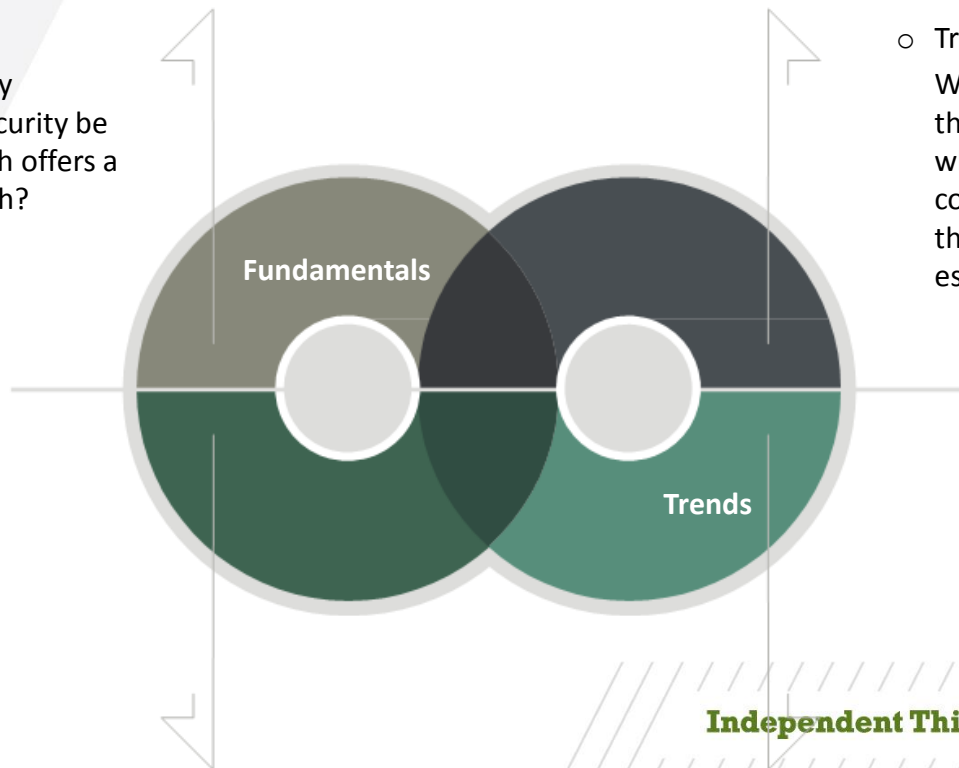 y
curity be
h offers a
h?
○ Tr
W
th
w
co
th
es
Fundamentals
Trends
Independent Thi